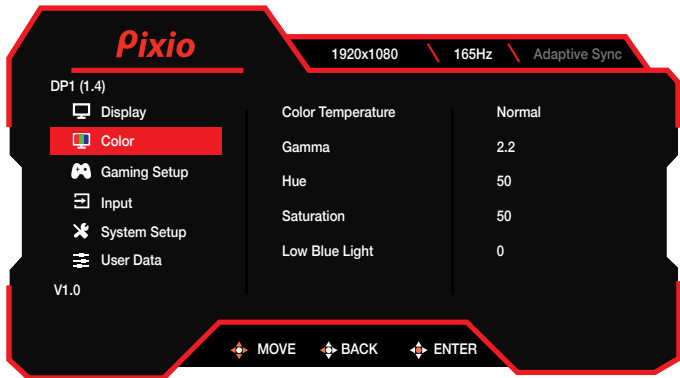 Pixio
1920x1080 165Hz Adaptive Sync
DP1 (1.4)
Display
Color
Gaming Setup
Input
System Setup
User Data
V1.0
Color Temperature Normal
Gamma 2.2
Hue 50
Saturation 50
Low Blue Light 0
MOVE BACK ENTER